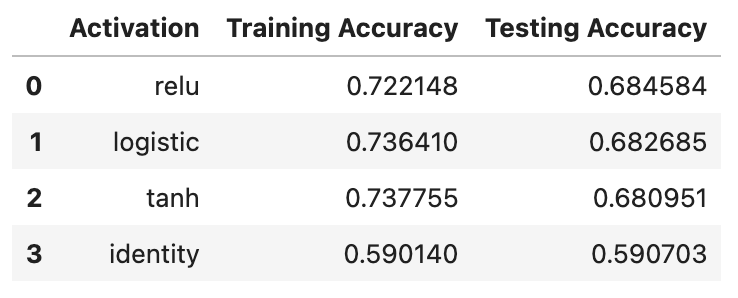 Activation Training Accuracy Testing Accuracy
0 relu 0.722148 0.684584
1 logistic 0.736410 0.682685
2 tanh 0.737755 0.680951
3 identity 0.590140 0.590703